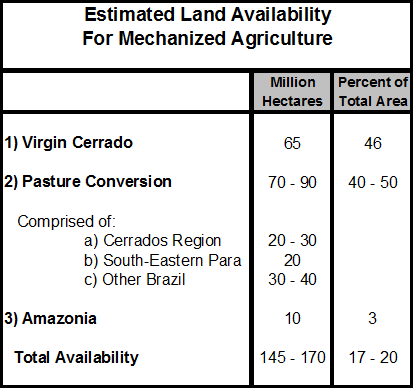 Estimated Land Availability
For Mechanized Agriculture
Million Percent of
Hectares Total Area
1) Virgin Cerrado 65 46
2) Pasture Conversion 70 - 90 40 - 50
Comprised of:
a) Cerrados Region 20 - 30
b) South-Eastern Para 20
c) Other Brazil 30 - 40
3) Amazonia 10 3
Total Availability 145 - 170 17 - 20